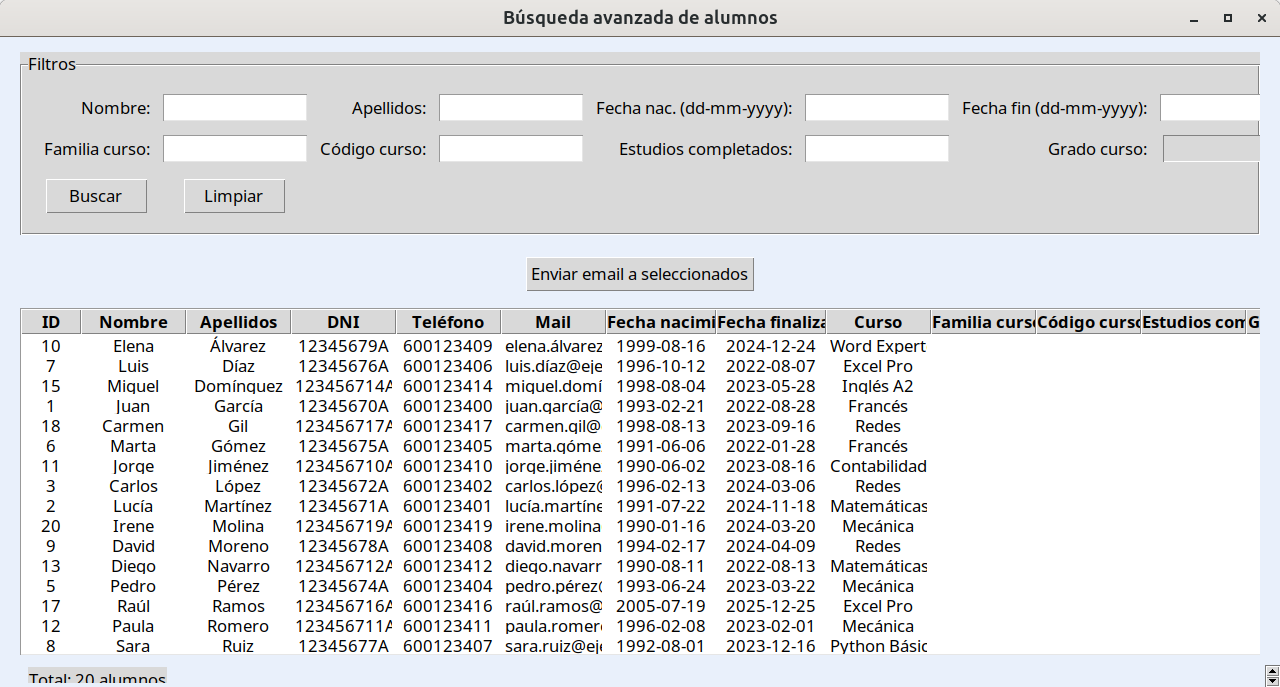 Búsqueda avanzada de alumnos
Filtros
Nombre: Apellidos: Fecha nac. (dd-mm-yyyy): Fecha fin (dd-mm-yyyy):
Familia curso: Código curso: Estudios completados: Grado curso:
Buscar Limpiar
Enviar email a seleccionados
ID Nombre Apellidos DNI Teléfono Mail Fecha nacimi Fecha finaliza Curso Familia curso Código curso Estudios com G
10 Elena Álvarez 12345679A 600123409 elena.álvarez 1999-08-16 2024-12-24 Word Expert
7 Luis Díaz 12345676A 600123406 luis.díaz@eje 1996-10-12 2022-08-07 Excel Pro
15 Miguel Domínguez 123456714A 600123414 miguel.domí 1998-08-04 2023-05-28 Inglés A2
1 Juan García 12345670A 600123400 juan.garcía@ 1993-02-21 2022-08-28 Francés
18 Carmen Gil 123456717A 600123417 carmen.gil@ 1998-08-13 2023-09-16 Redes
6 Marta Gómez 12345675A 600123405 marta.góme 1991-06-06 2022-01-28 Francés
11 Jorge Jiménez 123456710A 600123410 jorge.jiméne 1990-06-02 2023-08-16 Contabilidad
3 Carlos López 12345672A 600123402 carlos.lópez@ 1996-02-13 2024-03-06 Redes
2 Lucía Martínez 12345671A 600123401 lucía.martíne 1991-07-22 2024-11-18 Matemáticas
20 Irene Molina 123456719A 600123419 irene.molina 1990-01-16 2024-03-20 Mecánica
9 David Moreno 12345678A 600123408 david.moren 1994-02-17 2024-04-09 Redes
13 Diego Navarro 123456712A 600123412 diego.navarr 1990-08-11 2022-08-13 Matemáticas
5 Pedro Pérez 12345674A 600123404 pedro.pérez@ 1993-06-24 2023-03-22 Mecánica
17 Raúl Ramos 123456716A 600123416 raúl.ramos@ 2005-07-19 2025-12-25 Excel Pro
12 Paula Romero 123456711A 600123411 paula.romer 1996-02-08 2023-02-01 Mecánica
8 Sara Ruiz 12345677A 600123407 sara.ruiz@eje 1992-08-01 2023-12-16 Python Básic
Total: 20 alumnos